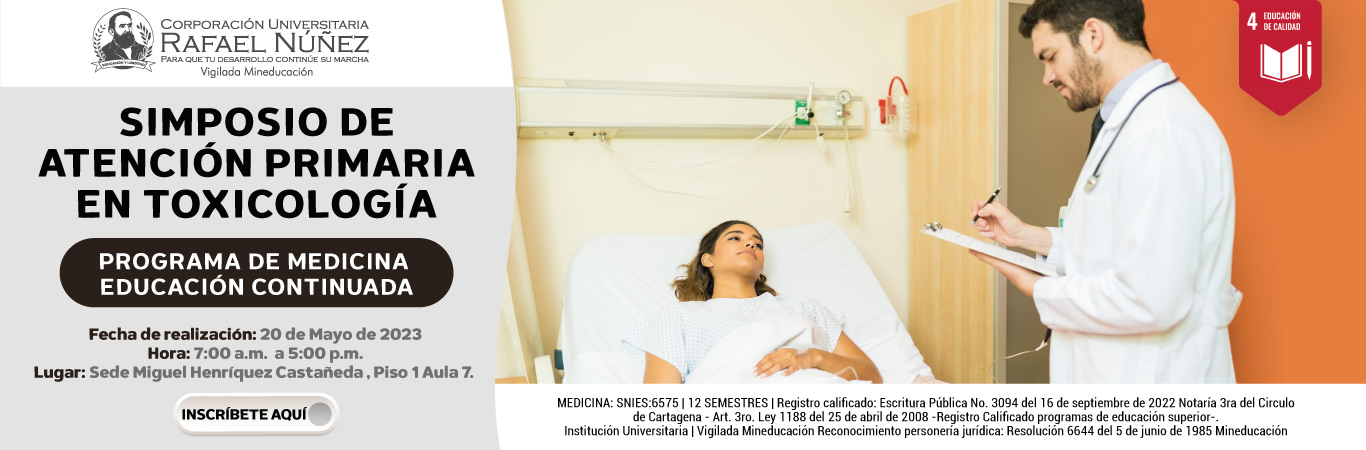 CORPORACIÓN UNIVERSITARIA
RAFAEL NÚÑEZ
PARA QUE TU DESARROLLO CONTINÚE SU MARCHA
Vigilada Mineducación
SIMPOSIO DE
ATENCIÓN PRIMARIA
EN TOXICOLOGÍA
PROGRAMA DE MEDICINA
EDUCACIÓN CONTINUADA
Fecha de realización: 20 de Mayo de 2023
Hora: 7:00 a.m. a 5:00 p.m.
Lugar: Sede Miguel Henríquez Castañeda , Piso 1 Aula 7.
INSCRÍBETE AQUÍ
4 EDUCACIÓN
DE CALIDAD
MEDICINA: SNIES:6575 | 12 SEMESTRES | Registro calificado: Escritura Pública No. 3094 del 16 de septiembre de 2022 Notaría 3ra del Circulo
de Cartagena - Art. 3ro. Ley 1188 del 25 de abril de 2008 -Registro Calificado programas de educación superior-.
Institución Universitaria | Vigilada Mineducación Reconocimiento personería jurídica: Resolución 6644 del 5 de junio de 1985 Mineducación